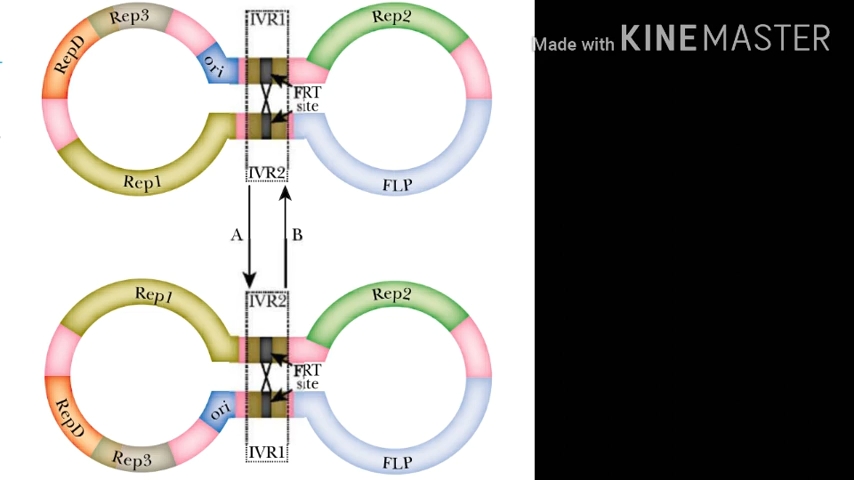 Rep3
IVR1
Rep2
Made with KINEMASTER
RepD
ori
FRT
site
Rep1
IVR2
FLP
A
B
IVR2
Rep1
Rep2
FRT
site
RepD
ori
Rep3
IVR1
FLP